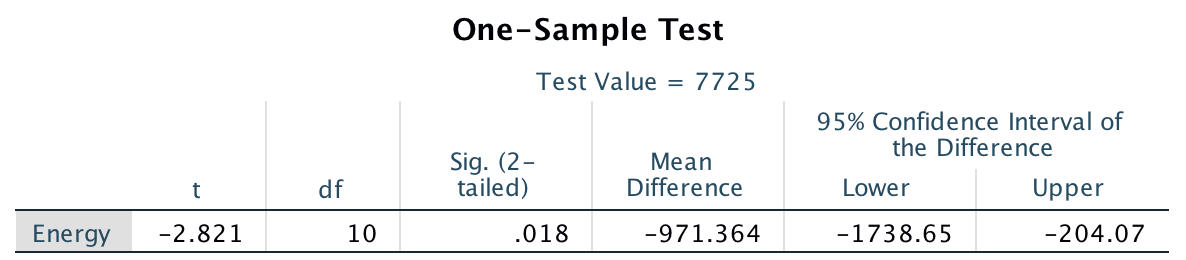 One-Sample Test
Test Value = 7725
95% Confidence Interval of
the Difference
Sig. (2-
tailed)
Mean
Difference
t df Lower Upper
Energy -2.821 10 .018 -971.364 -1738.65 -204.07